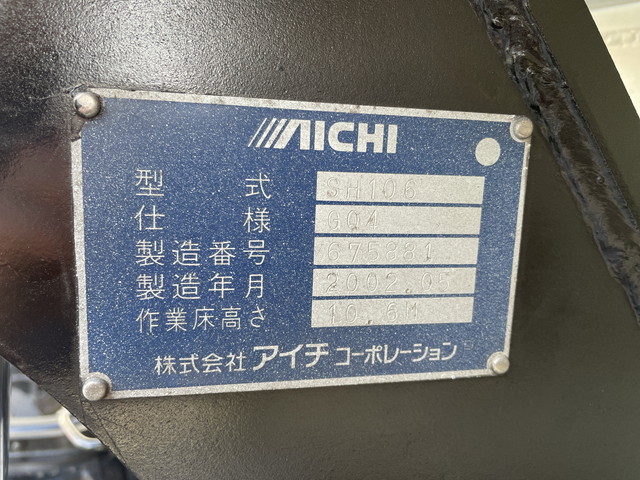 AICHI
型式 SH106
仕様 GO4
製造番号 675881
製造年月 2002.05
作業床高さ 10.6M
株式会社 アイチ コーポレーション